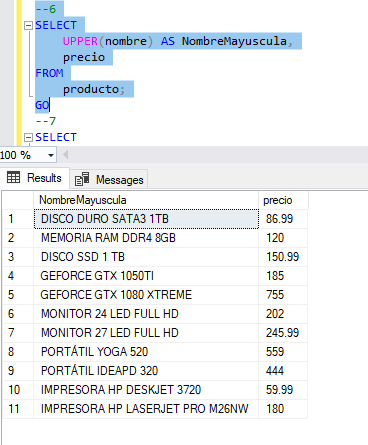 --6
SELECT
UPPER(nombre) AS NombreMayuscula,
precio
FROM
producto;
GO
--7
SELECT
100 %
Results Messages
NombreMayuscula precio
1 DISCO DURO SATA3 1TB 86.99
2 MEMORIA RAM DDR4 8GB 120
3 DISCO SSD 1 TB 150.99
4 GEFORCE GTX 1050TI 185
5 GEFORCE GTX 1080 XTREME 755
6 MONITOR 24 LED FULL HD 202
7 MONITOR 27 LED FULL HD 245.99
8 PORTÁTIL YOGA 520 559
9 PORTÁTIL IDEAPD 320 444
10 IMPRESORA HP DESKJET 3720 59.99
11 IMPRESORA HP LASERJET PRO M26NW 180